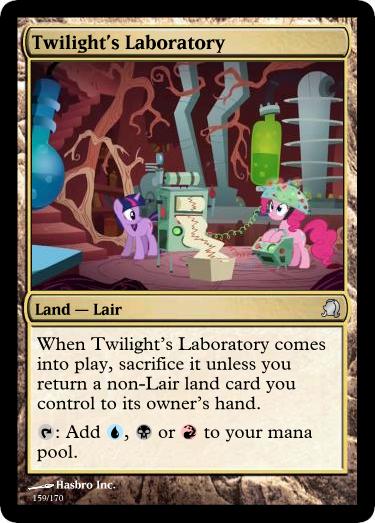 Twilight's Laboratory
Land — Lair
When Twilight's Laboratory comes
into play, sacrifice it unless you
return a non-Lair land card you
control to its owner's hand.
: Add , or to your mana
pool.
Hasbro Inc.
159/170